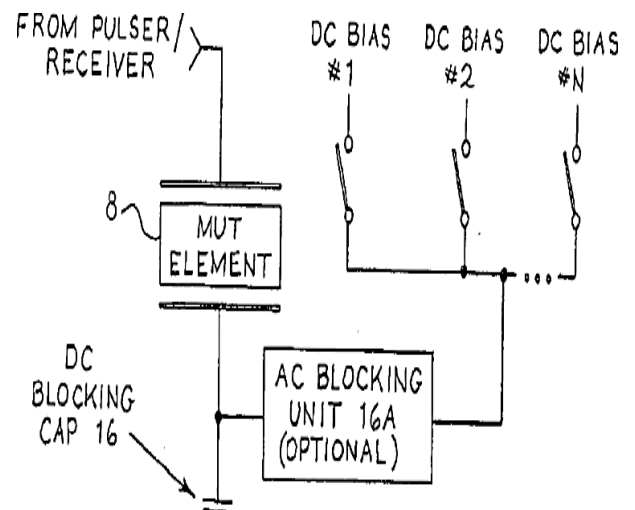 FROM PULSER/
RECEIVER
DC BIAS
#1
DC BIAS
#2
DC BIAS
#N
8
MUT
ELEMENT
DC
BLOCKING
CAP 16
AC BLOCKING
UNIT 16A
(OPTIONAL)